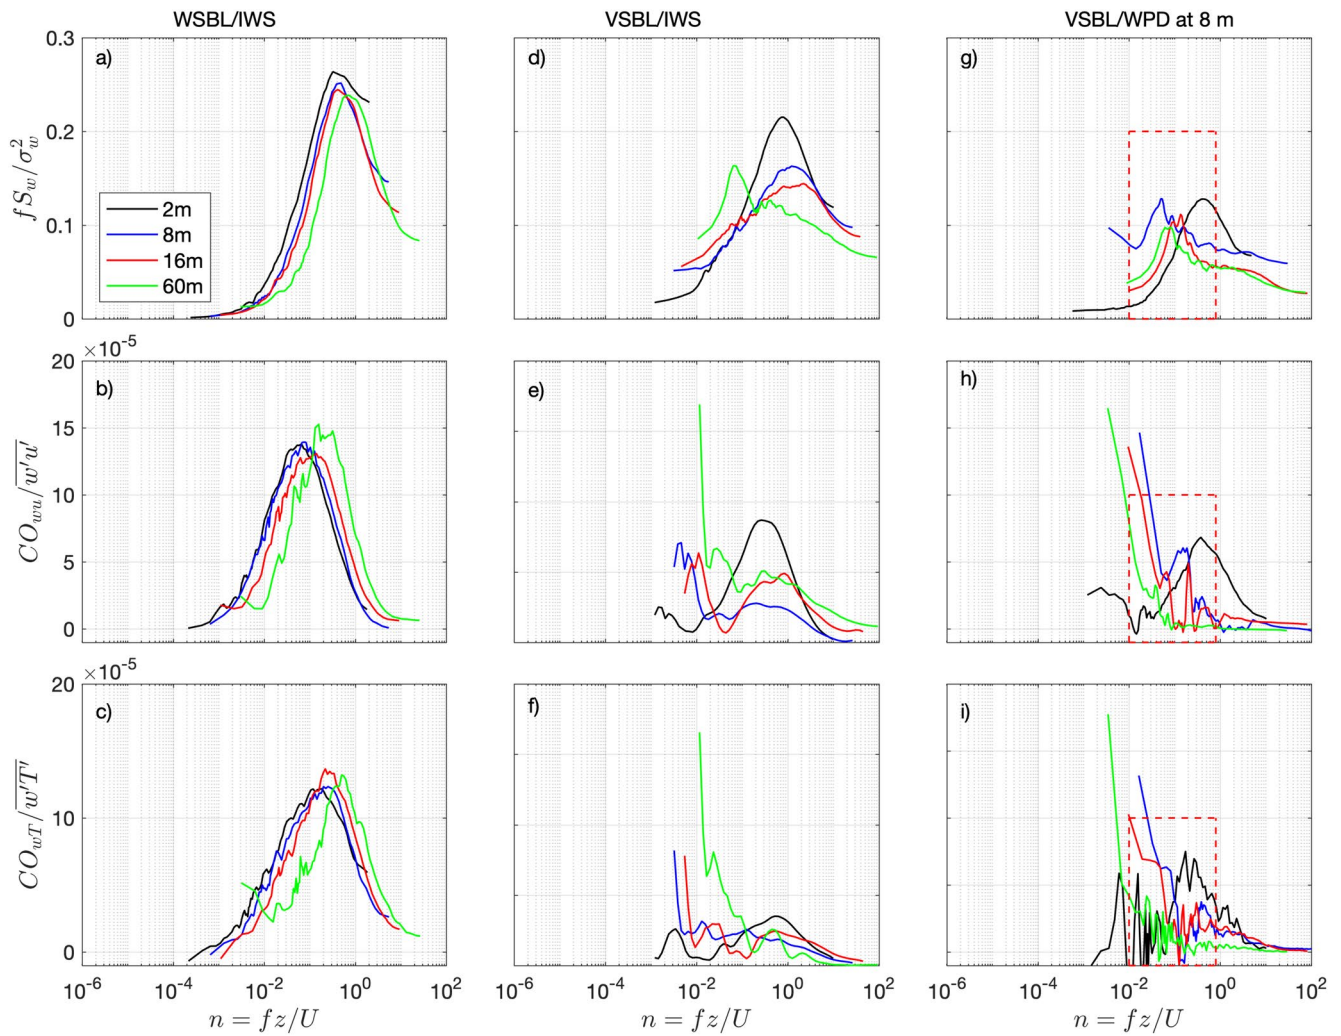 WSBL/IWS
VSBL/IWS
VSBL/WPD at 8 m
0.3
0.2
0.1
0
fS_w/σ_w^2
a)
d)
g)
2m
8m
16m
60m
×10^-5
20
15
10
5
0
CO_wu/w'u'
b)
e)
h)
×10^-5
20
10
0
CO_wT/w'T'
c)
f)
i)
10^-6 10^-4 10^-2 10^0 10^2
10^-6 10^-4 10^-2 10^0 10^2
10^-6 10^-4 10^-2 10^0 10^2
n = fz/U
n = fz/U
n = fz/U